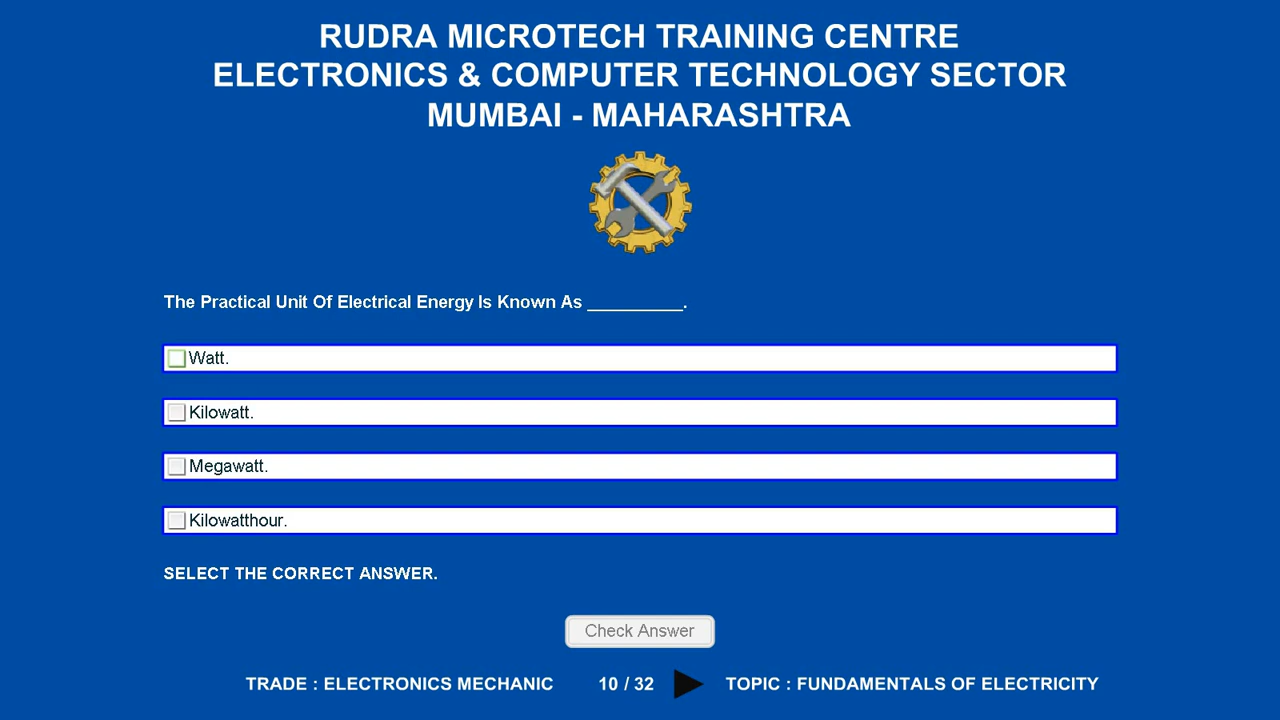 RUDRA MICROTECH TRAINING CENTRE
ELECTRONICS & COMPUTER TECHNOLOGY SECTOR
MUMBAI - MAHARASHTRA
The Practical Unit Of Electrical Energy Is Known As __________.
Watt.
Kilowatt.
Megawatt.
Kilowatthour.
SELECT THE CORRECT ANSWER.
Check Answer
TRADE : ELECTRONICS MECHANIC 10 / 32 TOPIC : FUNDAMENTALS OF ELECTRICITY